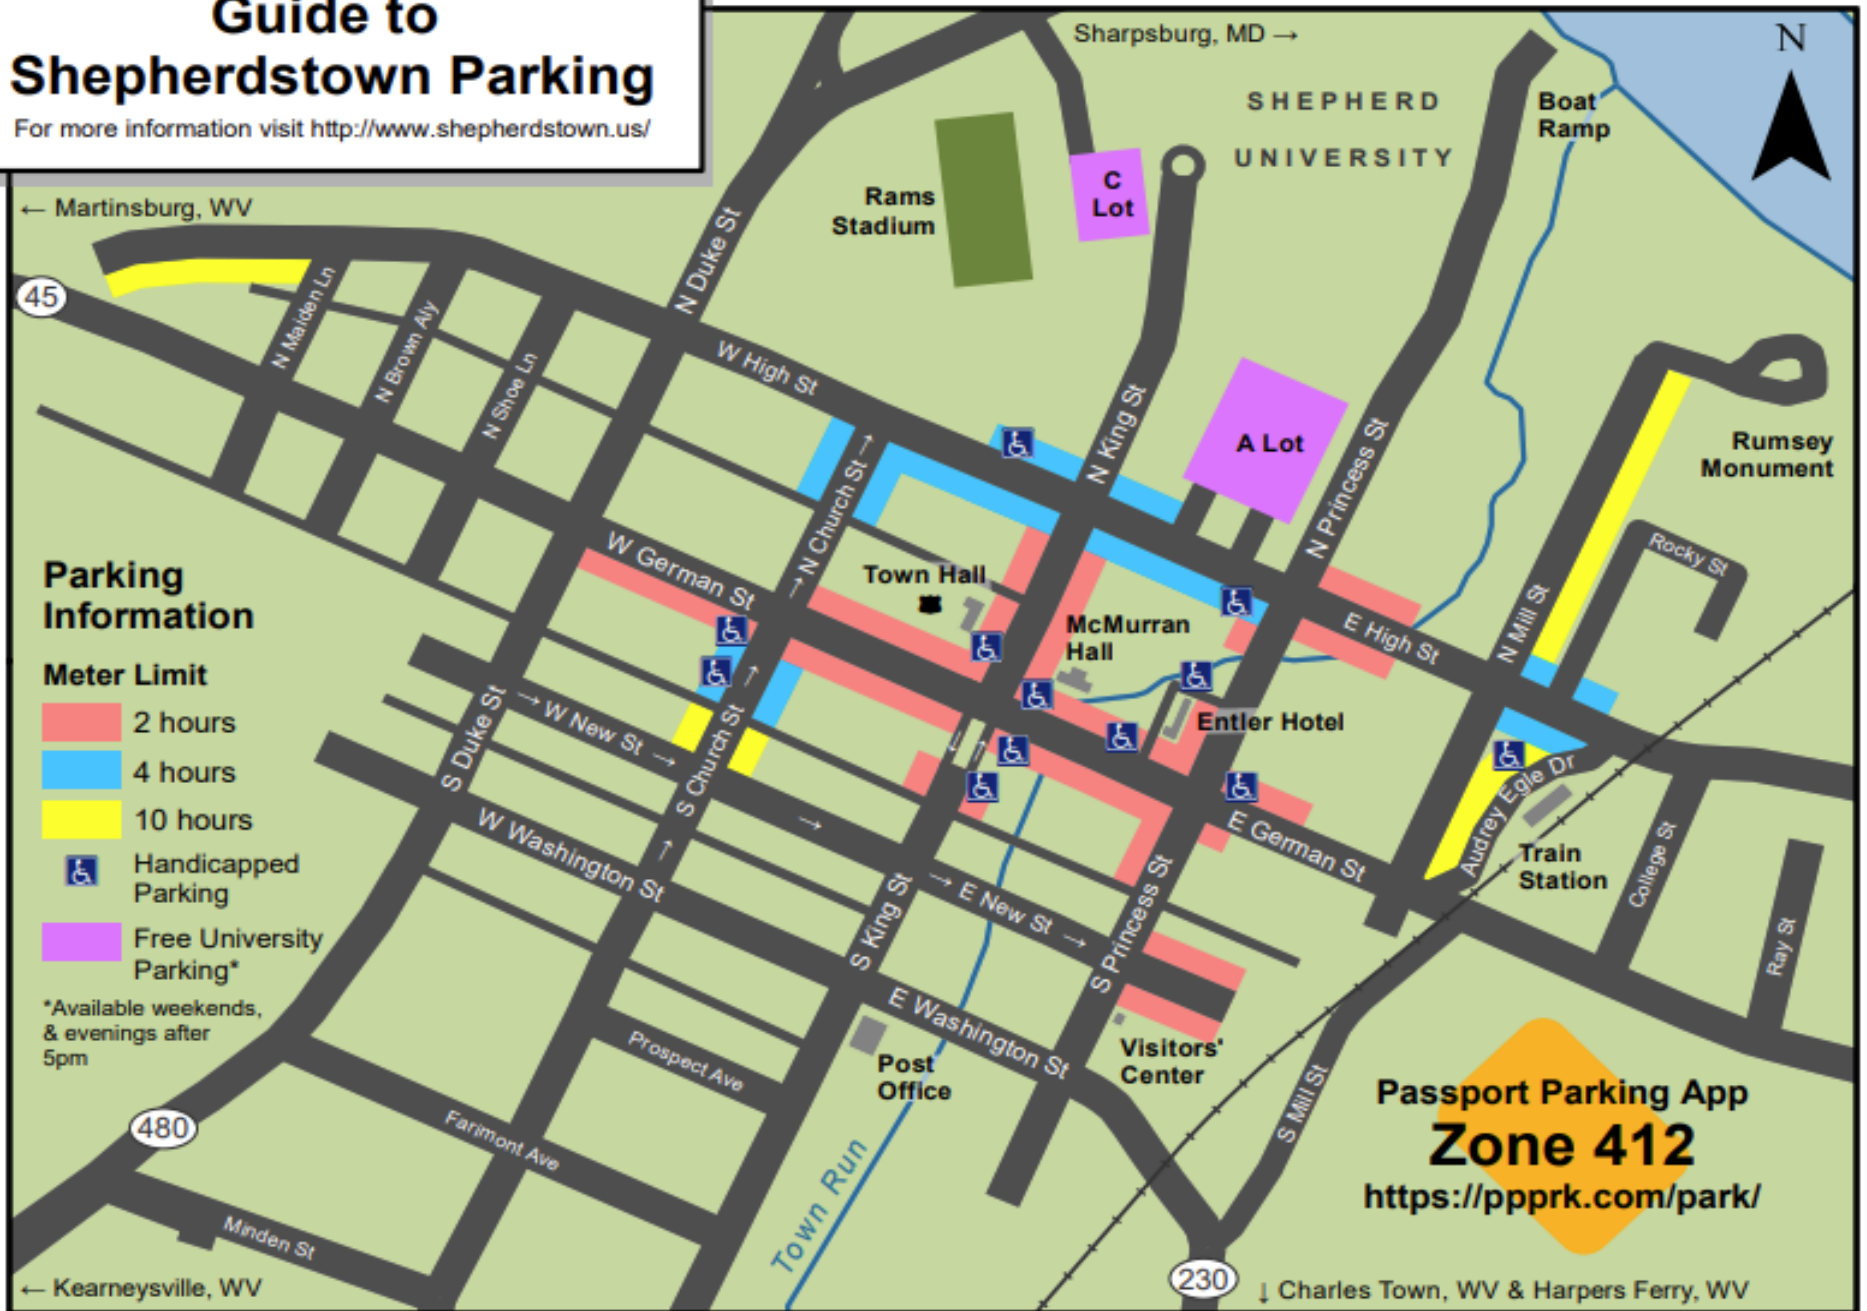 Guide to
Shepherdstown Parking
For more information visit http://www.shepherdstown.us/
Sharpsburg, MD →
N
SHEPHERD
UNIVERSITY
Boat
Ramp
← Martinsburg, WV
Rams
Stadium
C
Lot
45
N Duke St
N Maiden Ln
N Brown Aly
N Shoe Ln
W High St
N King St
A Lot
N Princess St
Rumsey
Monument
Rocky St
→ N Church St →
W German St
Town Hall
McMurran
Hall
E High St
N Mill St
Entler Hotel
Parking
Information
Meter Limit
2 hours
4 hours
10 hours
Handicapped
Parking
Free University
Parking*
*Available weekends,
& evenings after
5pm
S Duke St
→ W New St →
→ S Church St →
↓ ↑
→
W Washington St
E German St
Audrey Egle Dr
Train
Station
College St
Ray St
→ E New St →
S King St
S Princess St
E Washington St
Visitors'
Center
Post
Office
Prospect Ave
Farimont Ave
480
Minden St
Town Run
S Mill St
Passport Parking App
Zone 412
https://ppprk.com/park/
← Kearneysville, WV
230
↓ Charles Town, WV & Harpers Ferry, WV